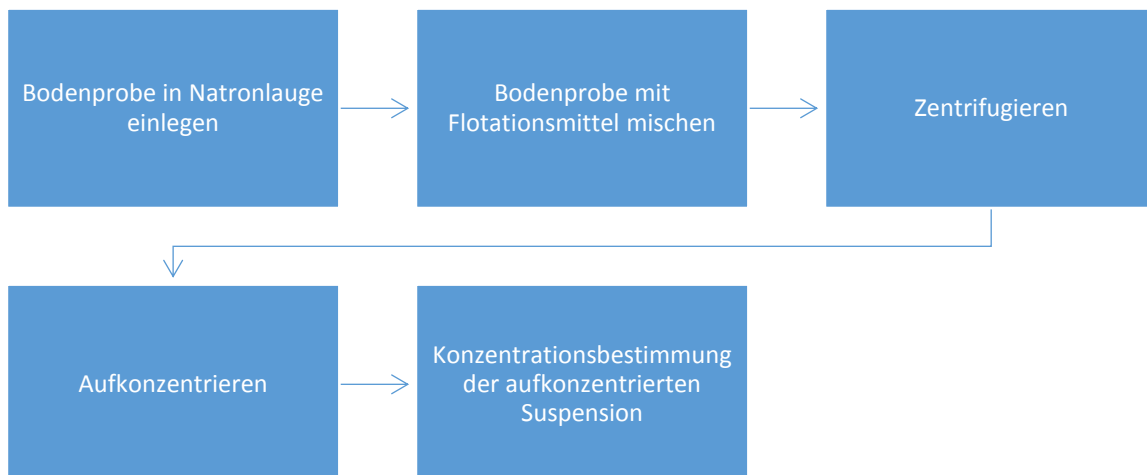 Bodenprobe in Natronlauge
einlegen
Bodenprobe mit
Flotationsmittel mischen
Zentrifugieren
Aufkonzentrieren
Konzentrationsbestimmung
der aufkonzentrierten
Suspension